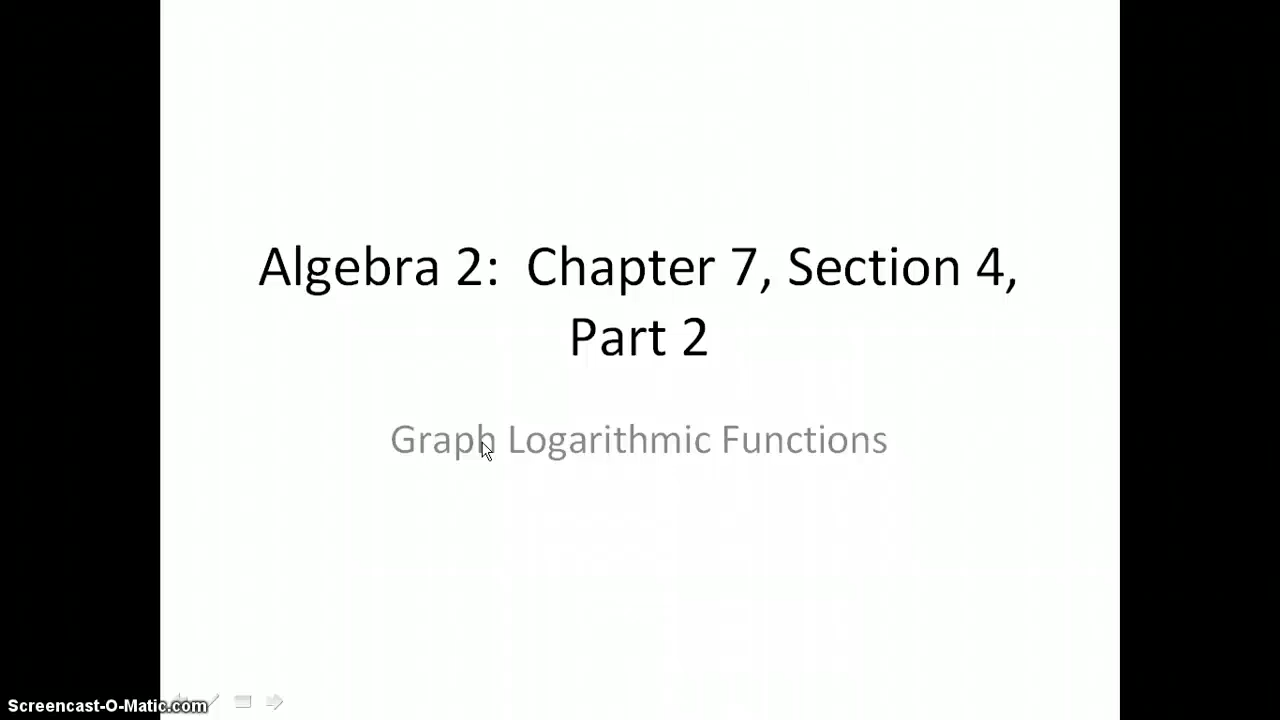 Algebra 2:  Chapter 7, Section 4,
Part 2
Graph Logarithmic Functions
Screencast-O-Matic.com